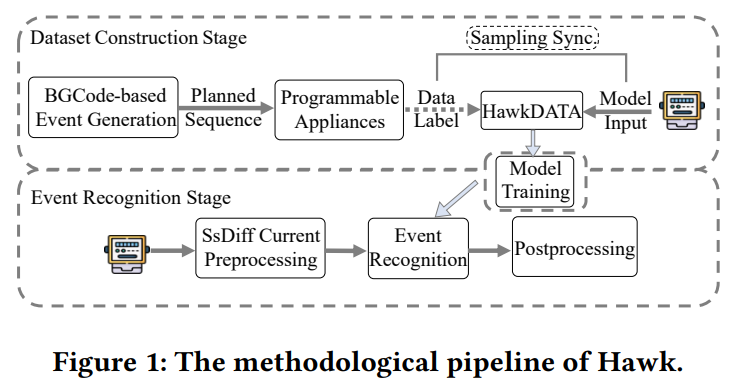 Dataset Construction Stage
Sampling Sync.
BGCode-based
Event Generation
Planned
Sequence
Programmable
Appliances
Data
Label
HawkDATA
Model
Input
Model
Training
Event Recognition Stage
SsDiff Current
Preprocessing
Event
Recognition
Postprocessing
Figure 1: The methodological pipeline of Hawk.